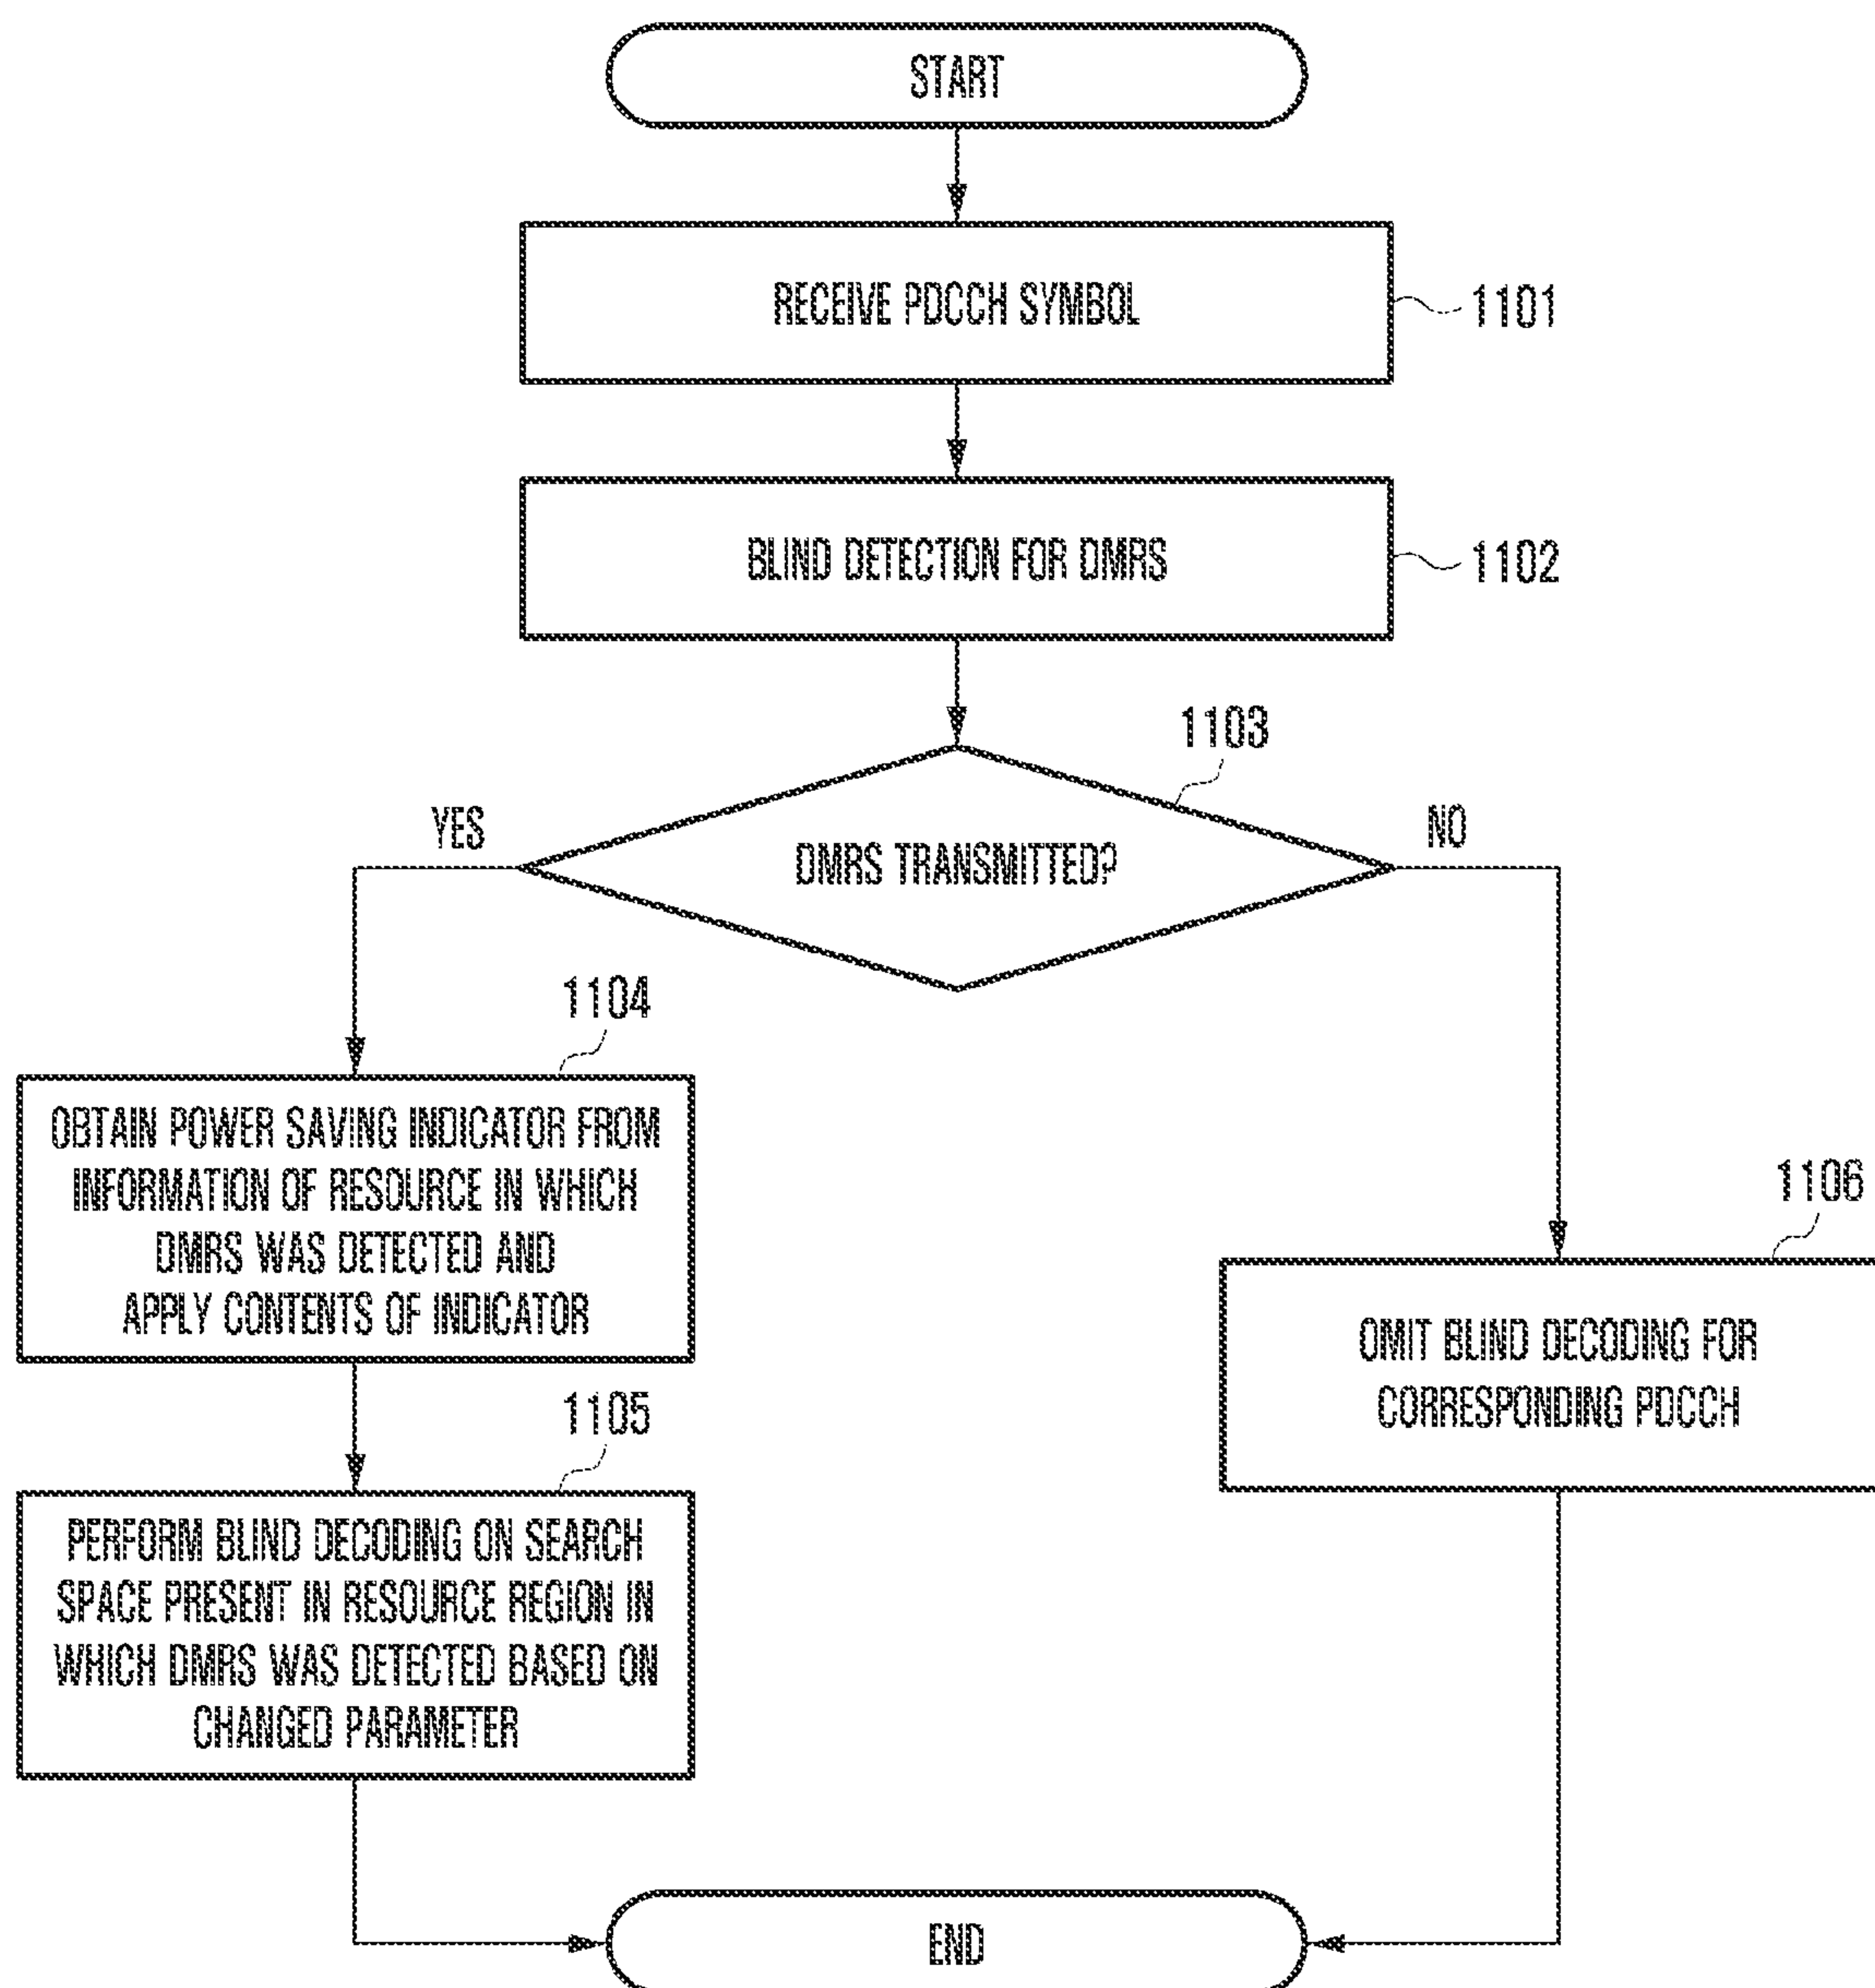 START
RECEIVE PDCCH SYMBOL
1101
BLIND DETECTION FOR DMRS
1102
1103
DMRS TRANSMITTED?
YES
NO
1104
OBTAIN POWER SAVING INDICATOR FROM
INFORMATION OF RESOURCE IN WHICH
DMRS WAS DETECTED AND
APPLY CONTENTS OF INDICATOR
1106
OMIT BLIND DECODING FOR
CORRESPONDING PDCCH
1105
PERFORM BLIND DECODING ON SEARCH
SPACE PRESENT IN RESOURCE REGION IN
WHICH DMRS WAS DETECTED BASED ON
CHANGED PARAMETER
END